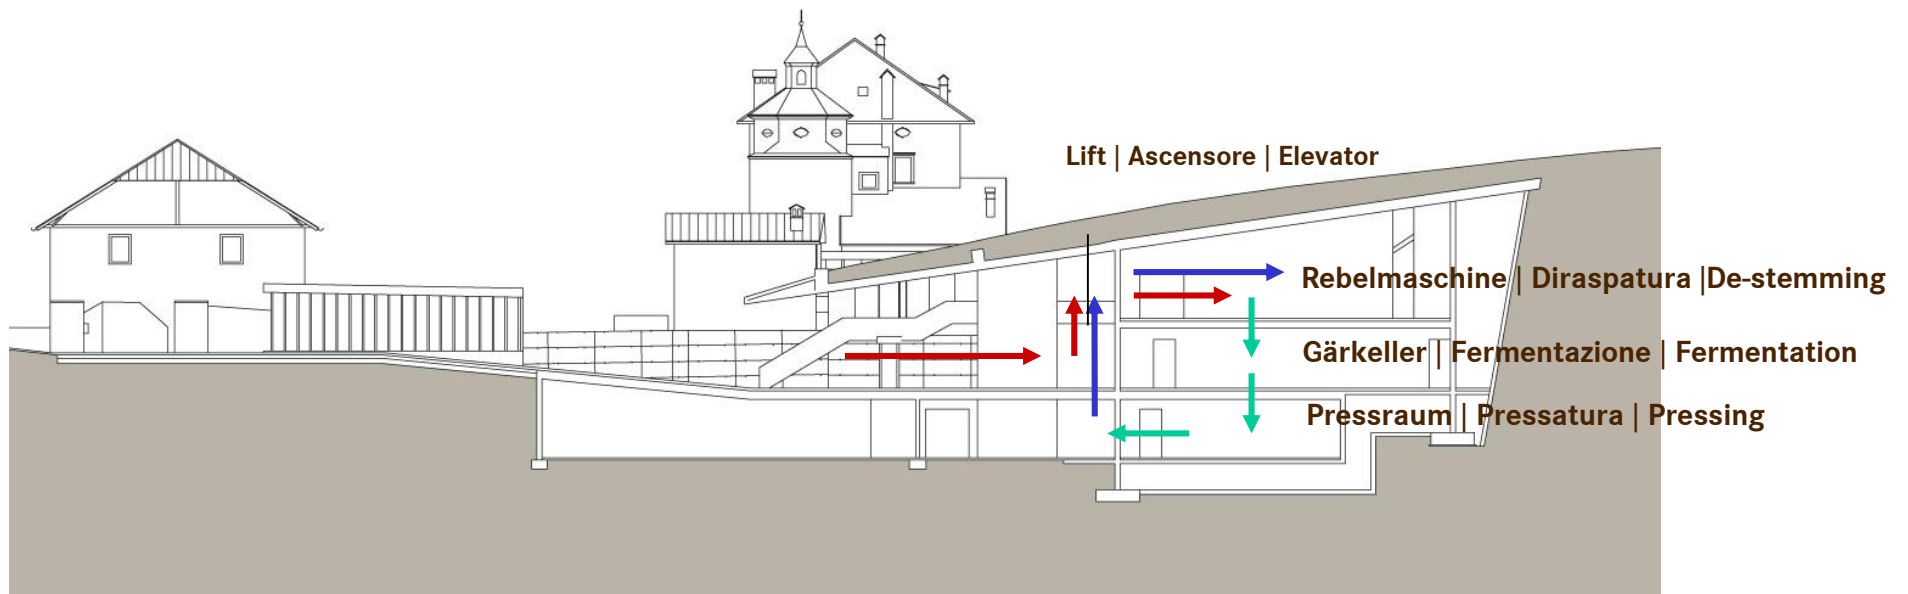 Lift | Ascensore | Elevator
Rebelmaschine | Diraspatura |De-stemming
Gärkeller | Fermentazione | Fermentation
Pressraum | Pressatura | Pressing